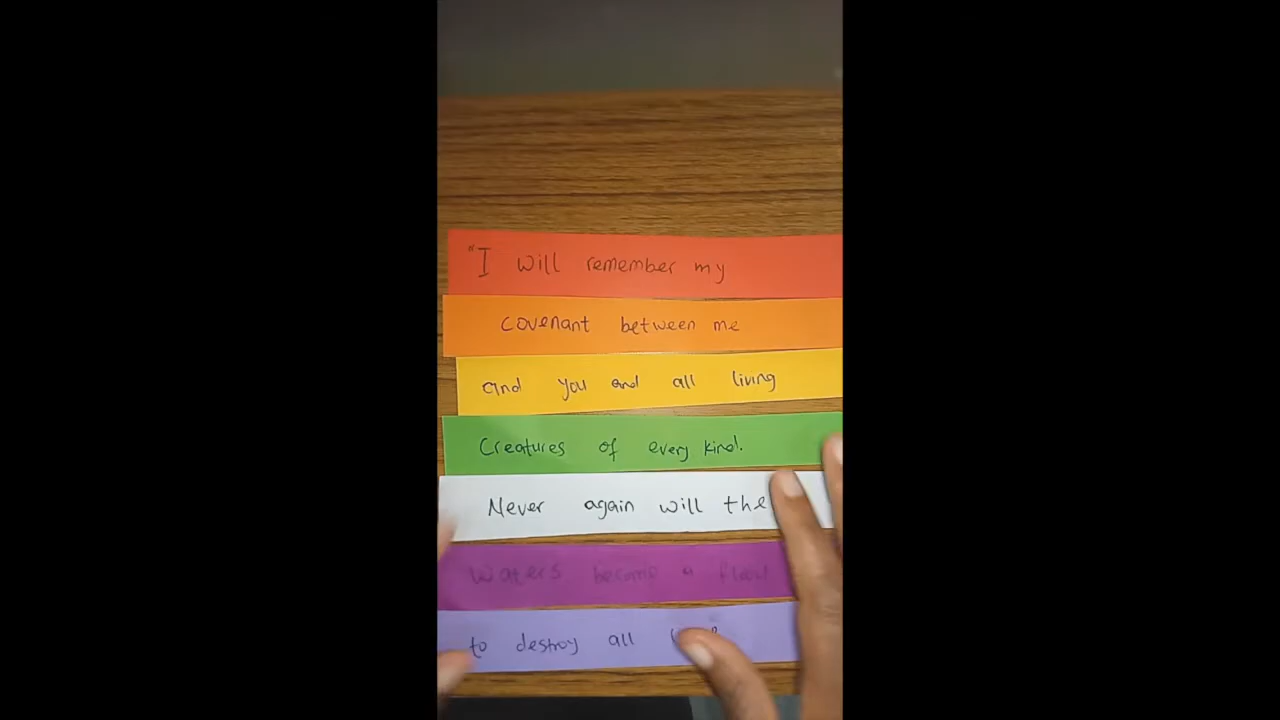 "I will remember my
covenant between me
and you and all living
Creatures of every kind.
Never again will the
Waters become a flood
to destroy all